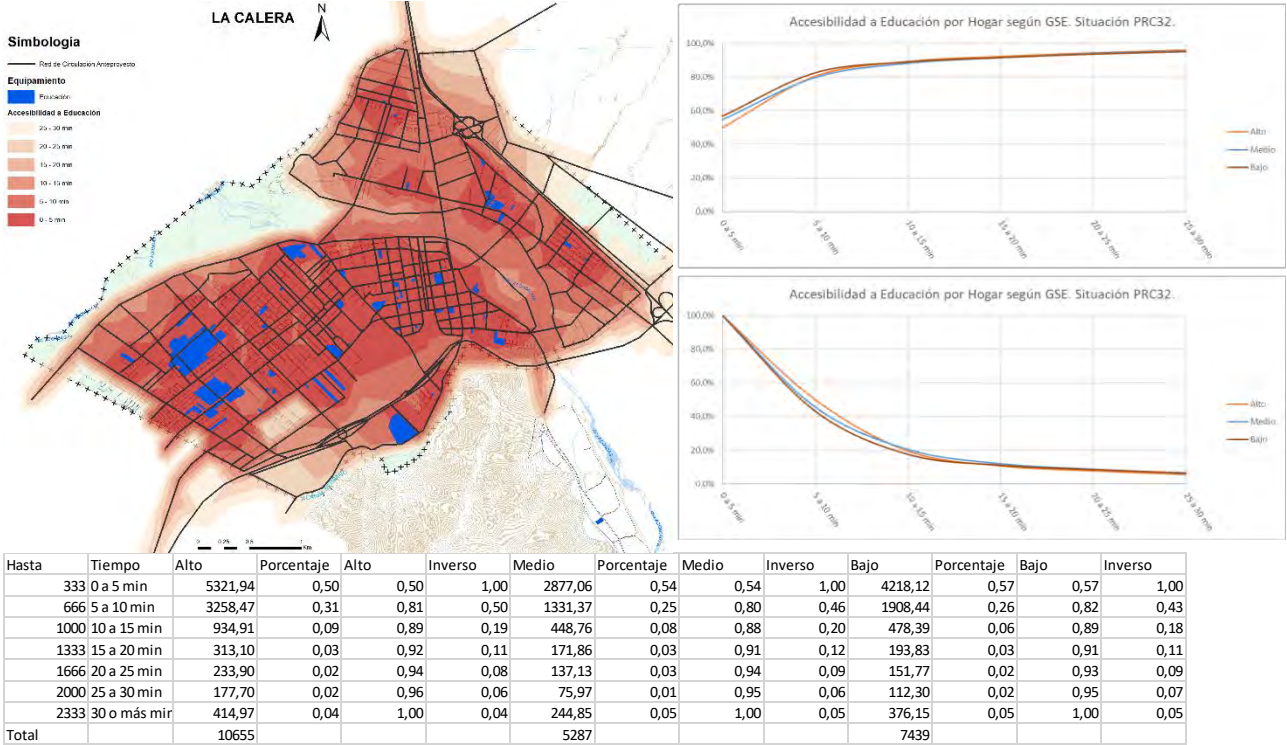 LA CALERA
N
Simbologia
Red de Circulación Anteproyecto
Equipamiento
Educación
Accesibilidad a Educación
25 - 30 min
20 - 25 min
15 - 20 min
10 - 15 min
5 - 10 min
0 - 5 min
0 0.25 0.5 1
Km
Accesibilidad a Educación por Hogar según GSE. Situación PRC32.
100,0%
80,0%
60,0%
40,0%
20,0%
0,0%
0 a 5 min
5 a 10 min
10 a 15 min
15 a 20 min
20 a 25 min
25 a 30 min
Alto
Medio
Bajo
Accesibilidad a Educación por Hogar según GSE. Situación PRC32.
100,0%
80,0%
60,0%
40,0%
20,0%
0,0%
0 a 5 min
5 a 10 min
10 a 15 min
15 a 20 min
20 a 25 min
25 a 30 min
Alto
Medio
Bajo
Hasta Tiempo Alto Porcentaje Alto Inverso Medio Porcentaje Medio Inverso Bajo Porcentaje Bajo Inverso
333 0 a 5 min 5321,94 0,50 0,50 1,00 2877,06 0,54 0,54 1,00 4218,12 0,57 0,57 1,00
666 5 a 10 min 3258,47 0,31 0,81 0,50 1331,37 0,25 0,80 0,46 1908,44 0,26 0,82 0,43
1000 10 a 15 min 934,91 0,09 0,89 0,19 448,76 0,08 0,88 0,20 478,39 0,06 0,89 0,18
1333 15 a 20 min 313,10 0,03 0,92 0,11 171,86 0,03 0,91 0,12 193,83 0,03 0,91 0,11
1666 20 a 25 min 233,90 0,02 0,94 0,08 137,13 0,03 0,94 0,09 151,77 0,02 0,93 0,09
2000 25 a 30 min 177,70 0,02 0,96 0,06 75,97 0,01 0,95 0,06 112,30 0,02 0,95 0,07
2333 30 o más mir 414,97 0,04 1,00 0,04 244,85 0,05 1,00 0,05 376,15 0,05 1,00 0,05
Total 10655 5287 7439